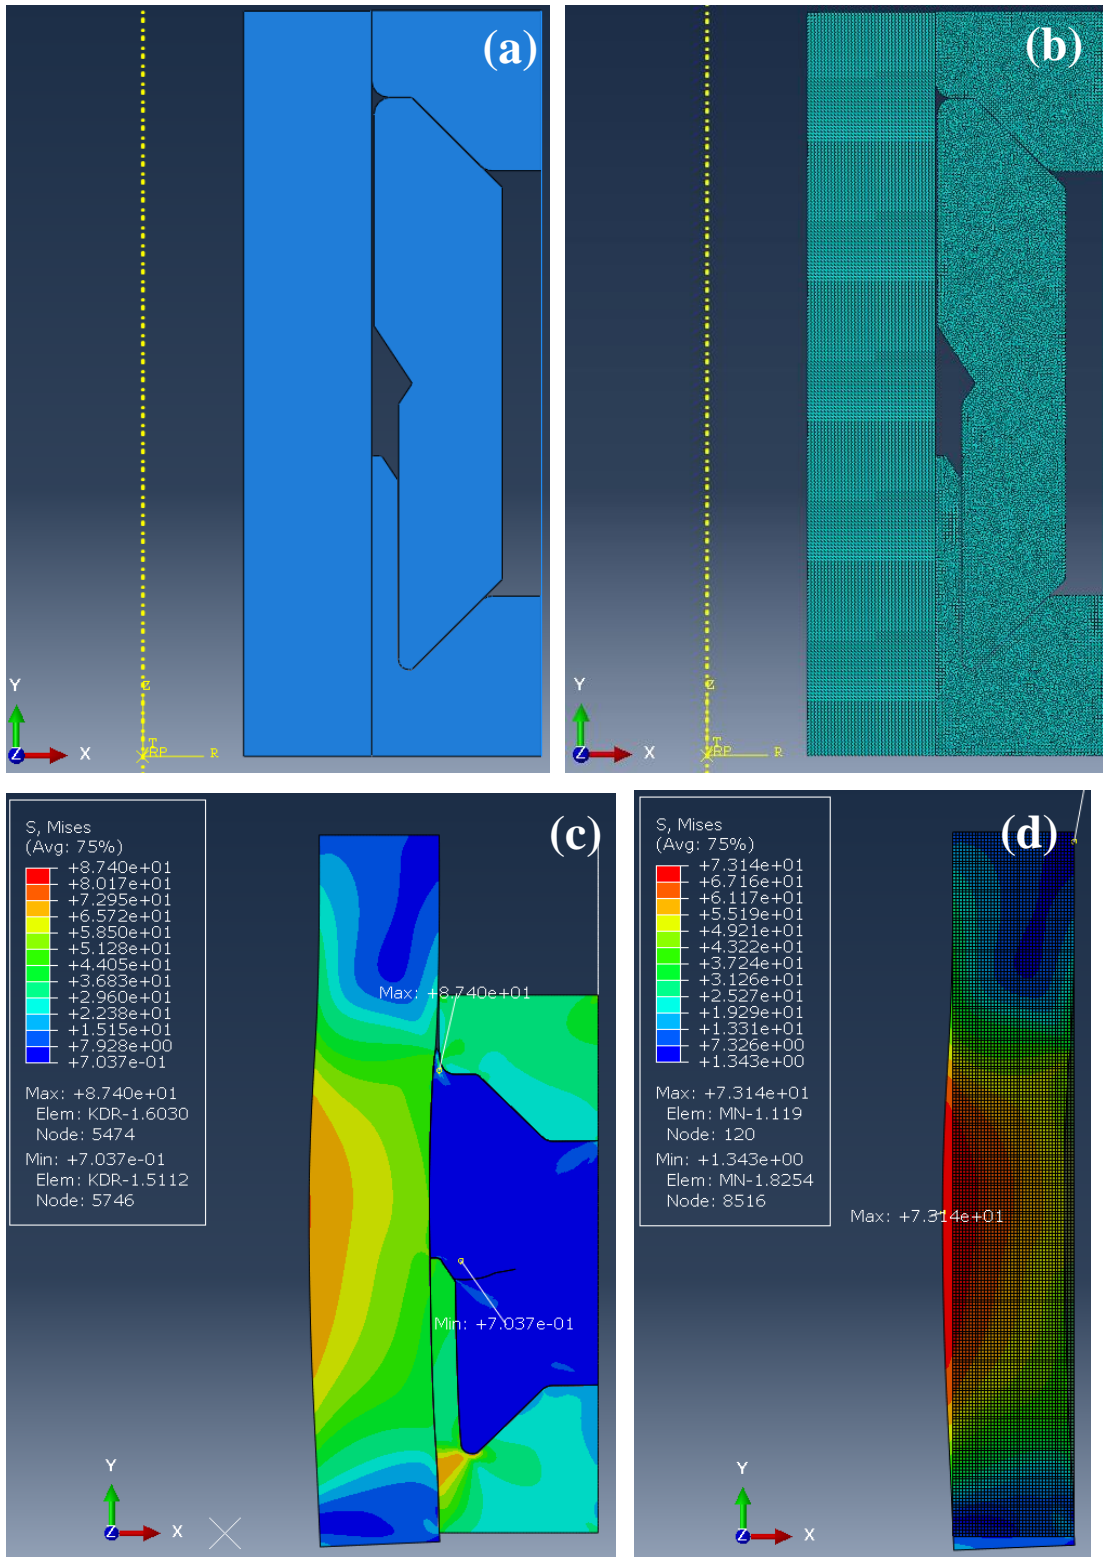 (a)
Y
Z
X
T
RP
R
(b)
Y
Z
X
T
RP
R
(c)
S, Mises
(Avg: 75%)
+8.740e+01
+8.017e+01
+7.295e+01
+6.572e+01
+5.850e+01
+5.128e+01
+4.405e+01
+3.683e+01
+2.960e+01
+2.238e+01
+1.515e+01
+7.928e+00
+7.037e-01
Max: +8.740e+01
Elem: KDR-1.6030
Node: 5474
Min: +7.037e-01
Elem: KDR-1.5112
Node: 5746
Max: +8.740e+01
Min: +7.037e-01
Y
Z
X
(d)
S, Mises
(Avg: 75%)
+7.314e+01
+6.716e+01
+6.117e+01
+5.519e+01
+4.921e+01
+4.322e+01
+3.724e+01
+3.126e+01
+2.527e+01
+1.929e+01
+1.331e+01
+7.326e+00
+1.343e+00
Max: +7.314e+01
Elem: MN-1.119
Node: 120
Min: +1.343e+00
Elem: MN-1.8254
Node: 8516
Max: +7.314e+01
Y
Z
X